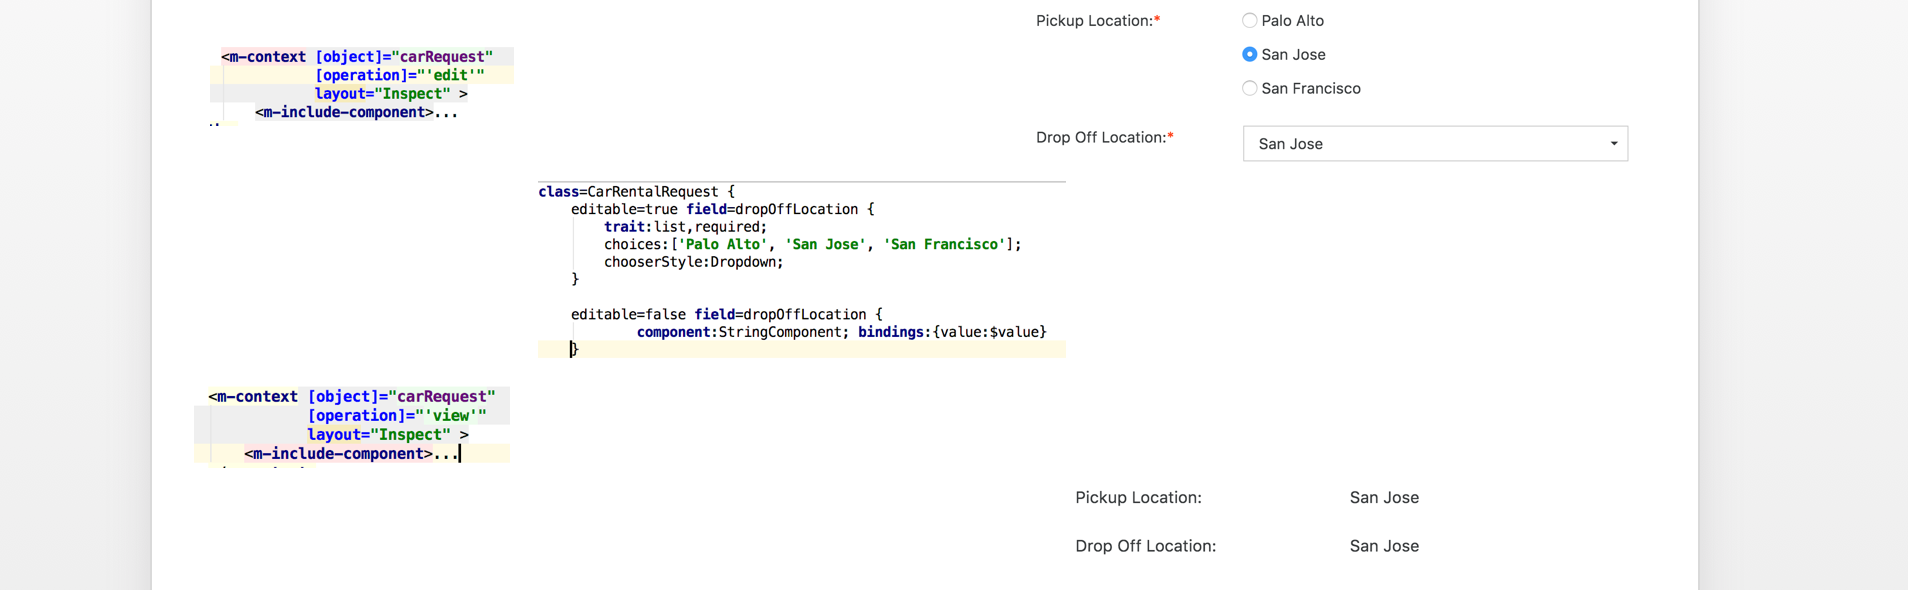 Pickup Location:*
Palo Alto
San Jose
San Francisco
<m-context [object]="carRequest"
[operation]="'edit'"
layout="Inspect" >
<m-include-component>...
Drop Off Location:*
San Jose
class=CarRentalRequest {
editable=true field=dropOffLocation {
trait:list,required;
choices:['Palo Alto', 'San Jose', 'San Francisco'];
chooserStyle:Dropdown;
}
editable=false field=dropOffLocation {
component:StringComponent; bindings:{value:$value}
}
<m-context [object]="carRequest"
[operation]="'view'"
layout="Inspect" >
<m-include-component>...
Pickup Location: San Jose
Drop Off Location: San Jose